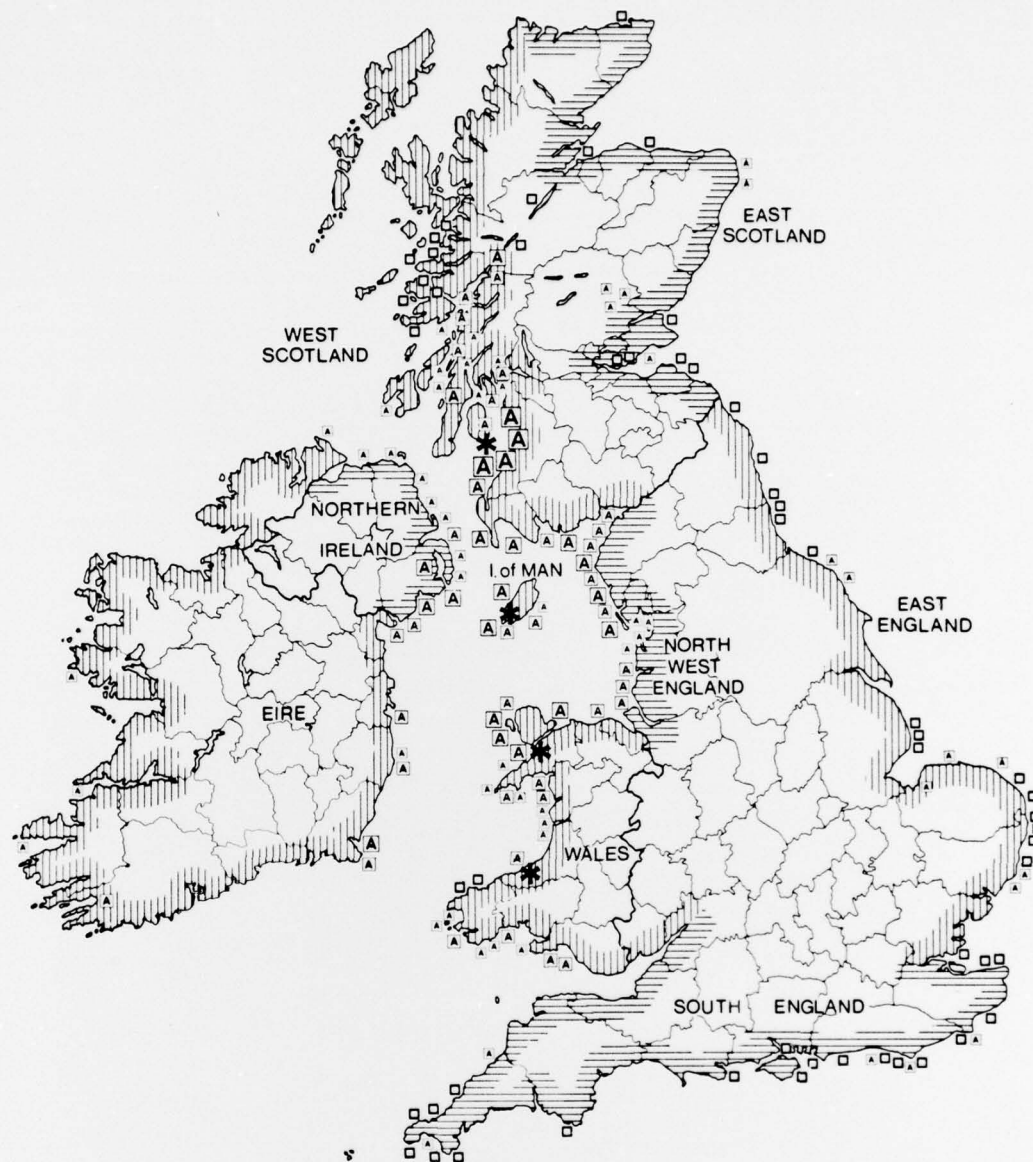 EAST
SCOTLAND
WEST
SCOTLAND
NORTHERN
IRELAND
I. of MAN
EAST
ENGLAND
NORTH
WEST
ENGLAND
EIRE
WALES
SOUTH ENGLAND